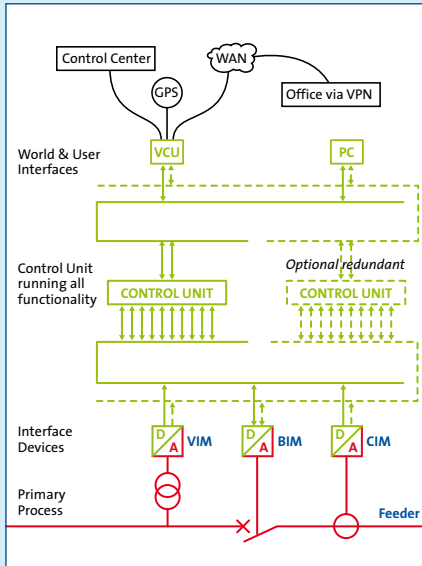 Control Center
WAN
GPS
Office via VPN
World & User
Interfaces
VCU
PC
Control Unit
running all
functionality
Optional redundant
CONTROL UNIT
CONTROL UNIT
Interface
Devices
D
A
VIM
D
A
BIM
D
A
CIM
Primary
Process
Feeder